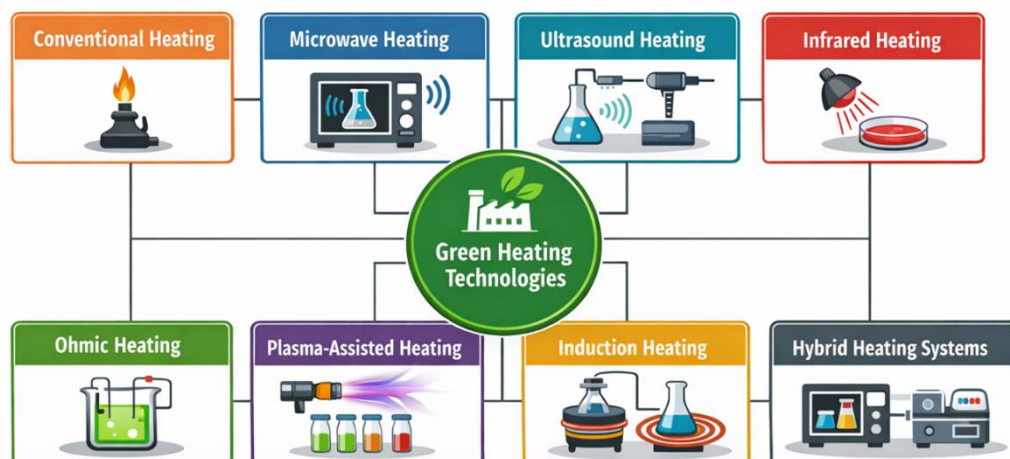 Conventional Heating
Microwave Heating
Ultrasound Heating
Infrared Heating
Green Heating
Technologies
Ohmic Heating
Plasma-Assisted Heating
Induction Heating
Hybrid Heating Systems